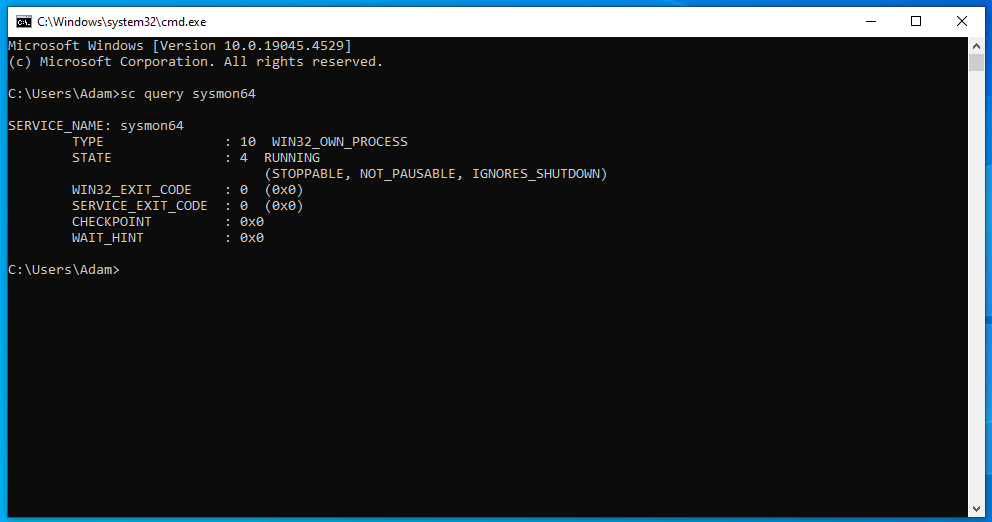 C:\Windows\system32\cmd.exe
Microsoft Windows [Version 10.0.19045.4529]
(c) Microsoft Corporation. All rights reserved.
C:\Users\Adam>sc query sysmon64
SERVICE_NAME: sysmon64
        TYPE               : 10  WIN32_OWN_PROCESS
        STATE              : 4  RUNNING
                                (STOPPABLE, NOT_PAUSABLE, IGNORES_SHUTDOWN)
        WIN32_EXIT_CODE    : 0  (0x0)
        SERVICE_EXIT_CODE  : 0  (0x0)
        CHECKPOINT         : 0x0
        WAIT_HINT          : 0x0
C:\Users\Adam>